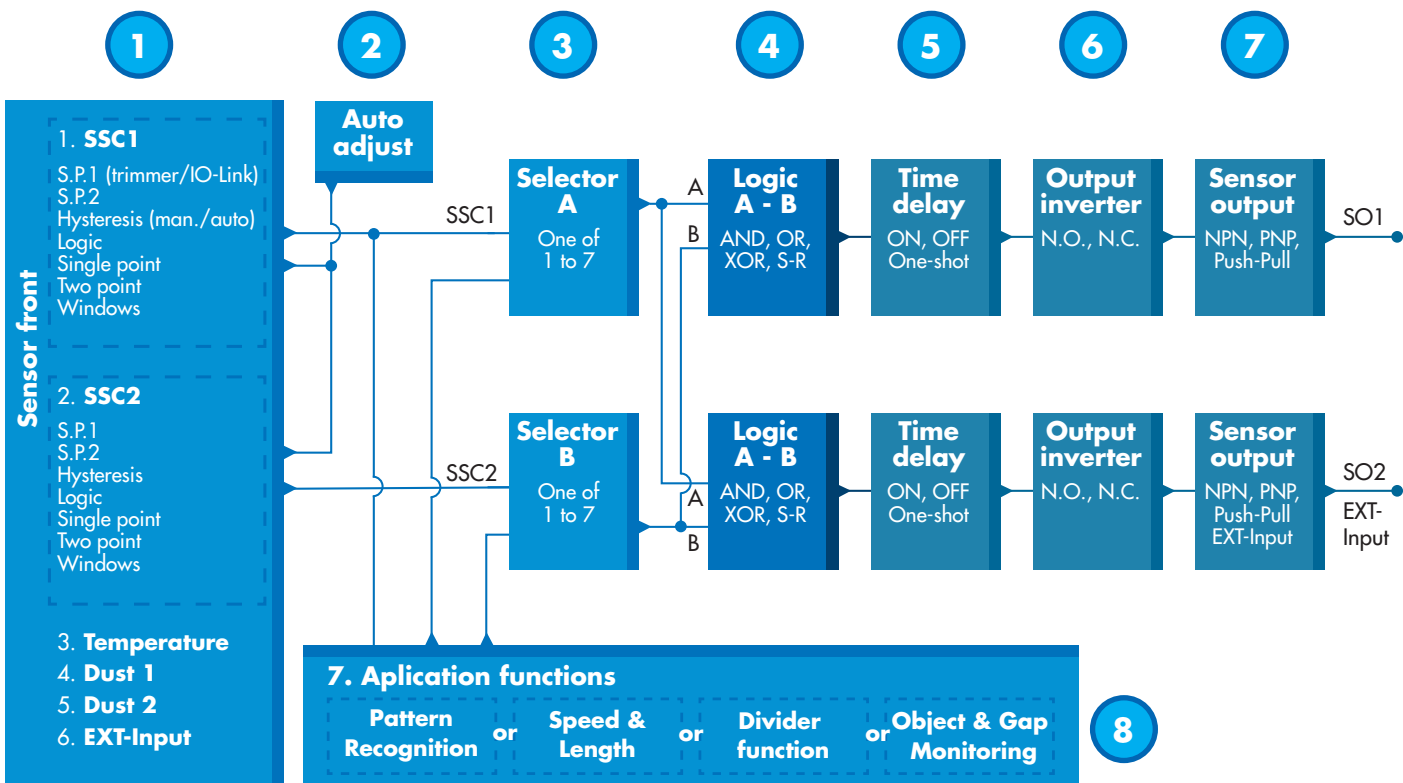 1
2
3
4
5
6
7
Sensor front
1. SSC1
S.P.1 (trimmer/IO-Link)
S.P.2
Hysteresis (man./auto)
Logic
Single point
Two point
Windows
2. SSC2
S.P.1
S.P.2
Hysteresis
Logic
Single point
Two point
Windows
3. Temperature
4. Dust 1
5. Dust 2
6. EXT-Input
Auto
adjust
SSC1
Selector
A
One of
1 to 7
A
B
Logic
A - B
AND, OR,
XOR, S-R
Time
delay
ON, OFF
One-shot
Output
inverter
N.O., N.C.
Sensor
output
NPN, PNP,
Push-Pull
SO1
SSC2
Selector
B
One of
1 to 7
A
B
Logic
A - B
AND, OR,
XOR, S-R
Time
delay
ON, OFF
One-shot
Output
inverter
N.O., N.C.
Sensor
output
NPN, PNP,
Push-Pull
EXT-Input
SO2
EXT-
Input
7. Aplication functions
Pattern
Recognition
or
Speed &
Length
or
Divider
function
or
Object & Gap
Monitoring
8